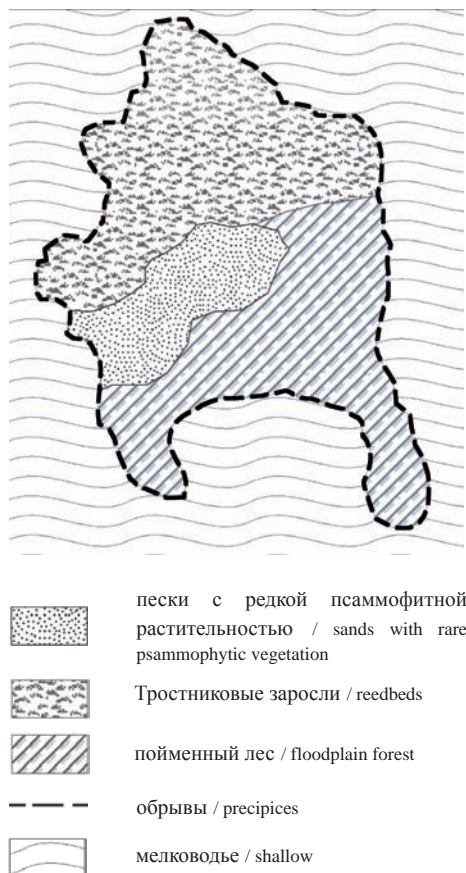 пески с редкой псаммофитной
растительностью / sands with rare
psammophytic vegetation
Тростниковые заросли / reedbeds
пойменный лес / floodplain forest
обрывы / precipices
мелководье / shallow